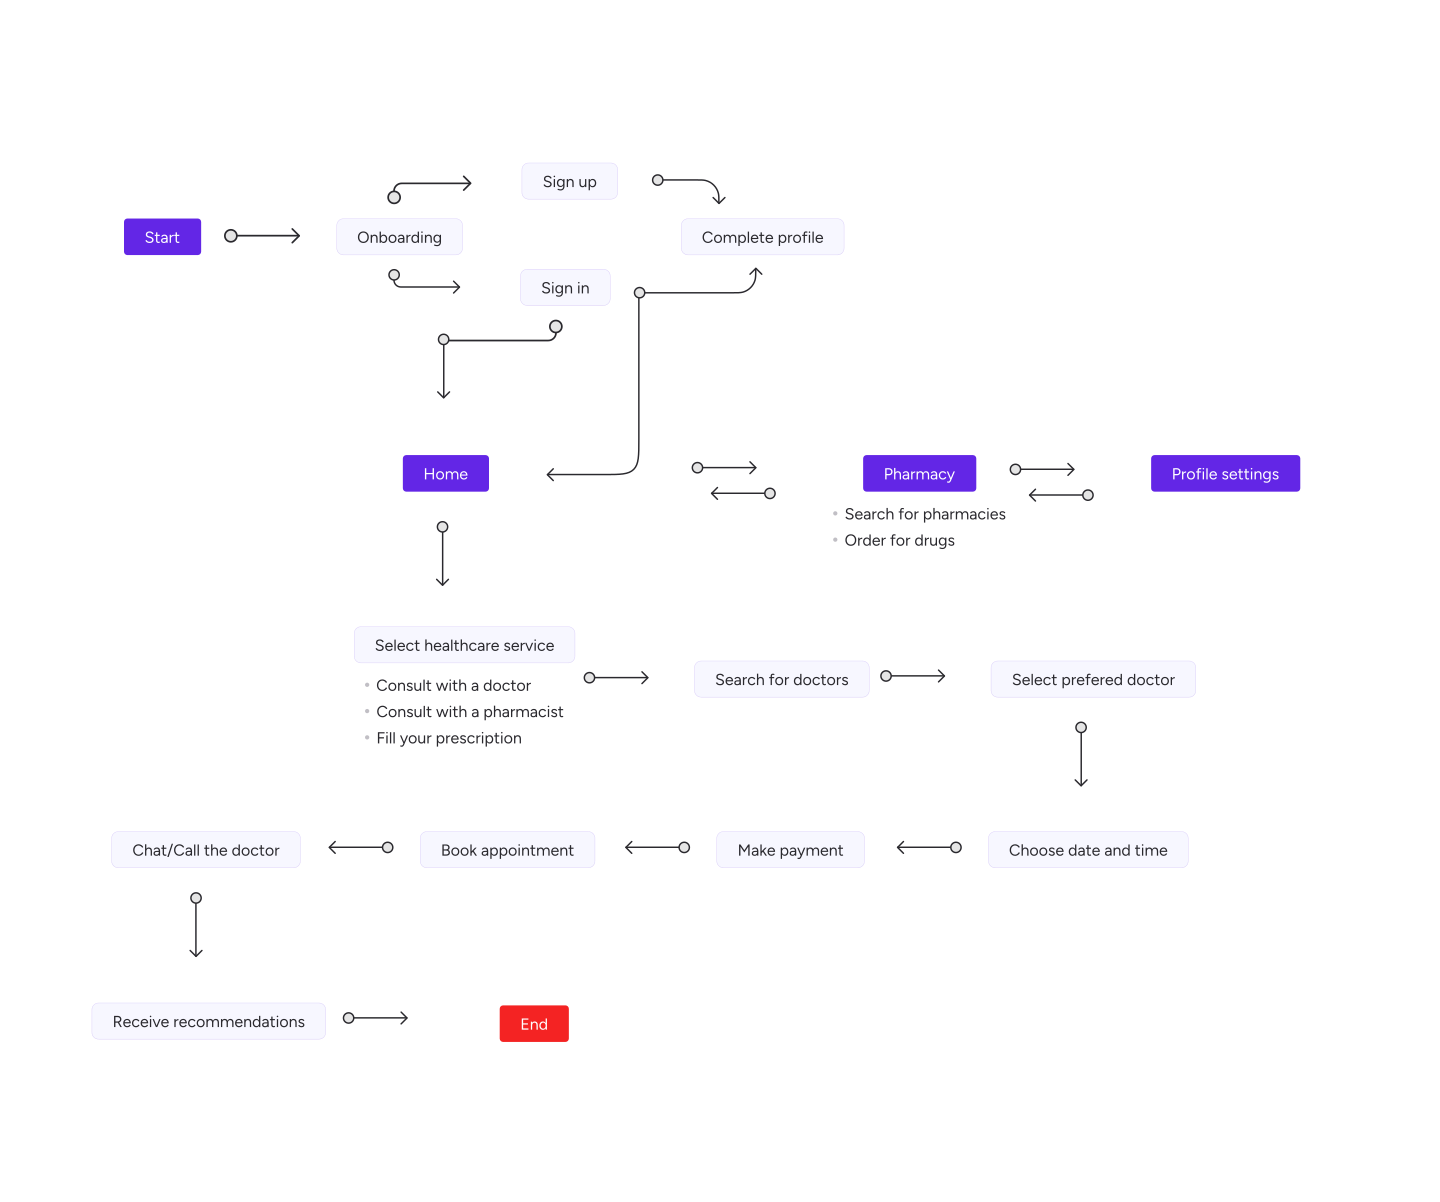 Sign up
Start
Onboarding
Complete profile
Sign in
Home
Pharmacy
Profile settings
Search for pharmacies
Order for drugs
Select healthcare service
Consult with a doctor
Consult with a pharmacist
Fill your prescription
Search for doctors
Select prefered doctor
Chat/Call the doctor
Book appointment
Make payment
Choose date and time
Receive recommendations
End